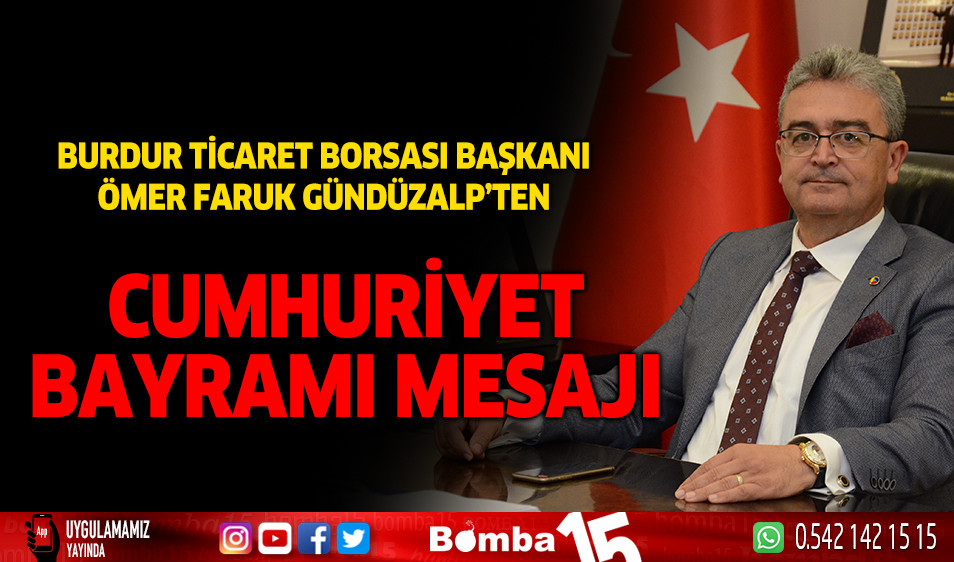 BURDUR TİCARET BORSASI BAŞKANI
ÖMER FARUK GÜNDÜZALP'TEN
CUMHURİYET
BAYRAMI MESAJI
App
UYGULAMAMIZ
YAYINDA
Bomba 15
0.542 142 15 15